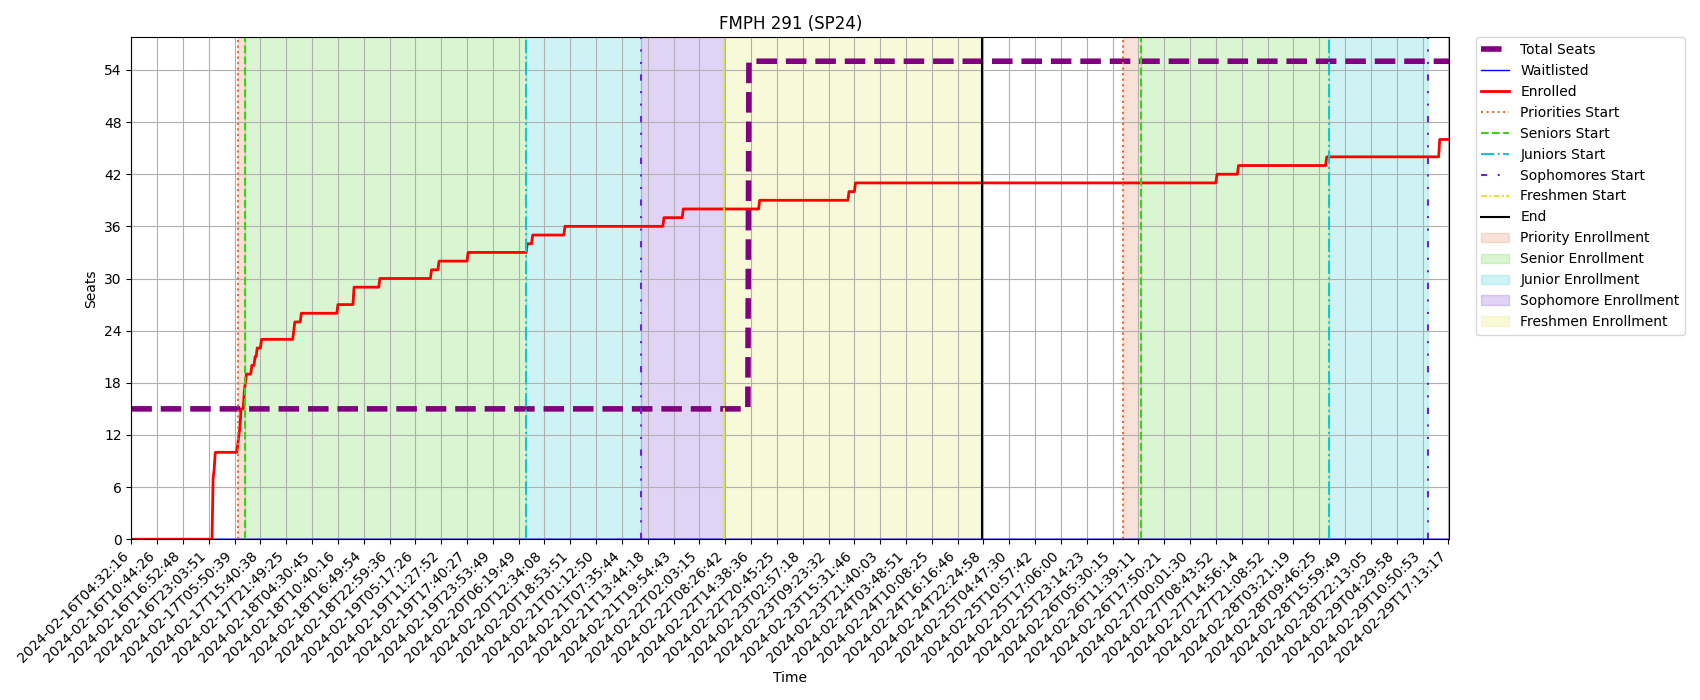 FMPH 291 (SP24)
Seats
54
48
42
36
30
24
18
12
6
0
2024-02-16T04:32:16
2024-02-16T10:44:26
2024-02-16T16:52:48
2024-02-16T23:03:51
2024-02-17T05:50:39
2024-02-17T15:40:38
2024-02-17T21:49:25
2024-02-18T04:30:45
2024-02-18T10:40:16
2024-02-18T16:49:54
2024-02-18T22:59:36
2024-02-19T05:17:26
2024-02-19T11:27:52
2024-02-19T17:40:27
2024-02-19T23:53:49
2024-02-20T06:19:49
2024-02-20T12:34:08
2024-02-20T18:53:51
2024-02-21T01:12:50
2024-02-21T07:35:44
2024-02-21T13:44:18
2024-02-21T19:54:43
2024-02-22T02:03:15
2024-02-22T08:26:42
2024-02-22T14:38:36
2024-02-22T20:45:25
2024-02-23T02:57:18
2024-02-23T09:23:32
2024-02-23T15:31:46
2024-02-23T21:40:03
2024-02-24T03:48:51
2024-02-24T10:08:25
2024-02-24T16:16:46
2024-02-24T22:24:58
2024-02-25T04:47:30
2024-02-25T10:57:42
2024-02-25T17:06:00
2024-02-25T23:14:23
2024-02-26T05:30:15
2024-02-26T11:39:11
2024-02-26T17:50:21
2024-02-27T00:01:30
2024-02-27T08:43:52
2024-02-27T14:56:14
2024-02-27T21:08:52
2024-02-28T03:21:19
2024-02-28T09:46:25
2024-02-28T15:59:49
2024-02-28T22:13:05
2024-02-29T04:29:58
2024-02-29T10:50:53
2024-02-29T17:13:17
Time
Total Seats
Waitlisted
Enrolled
Priorities Start
Seniors Start
Juniors Start
Sophomores Start
Freshmen Start
End
Priority Enrollment
Senior Enrollment
Junior Enrollment
Sophomore Enrollment
Freshmen Enrollment